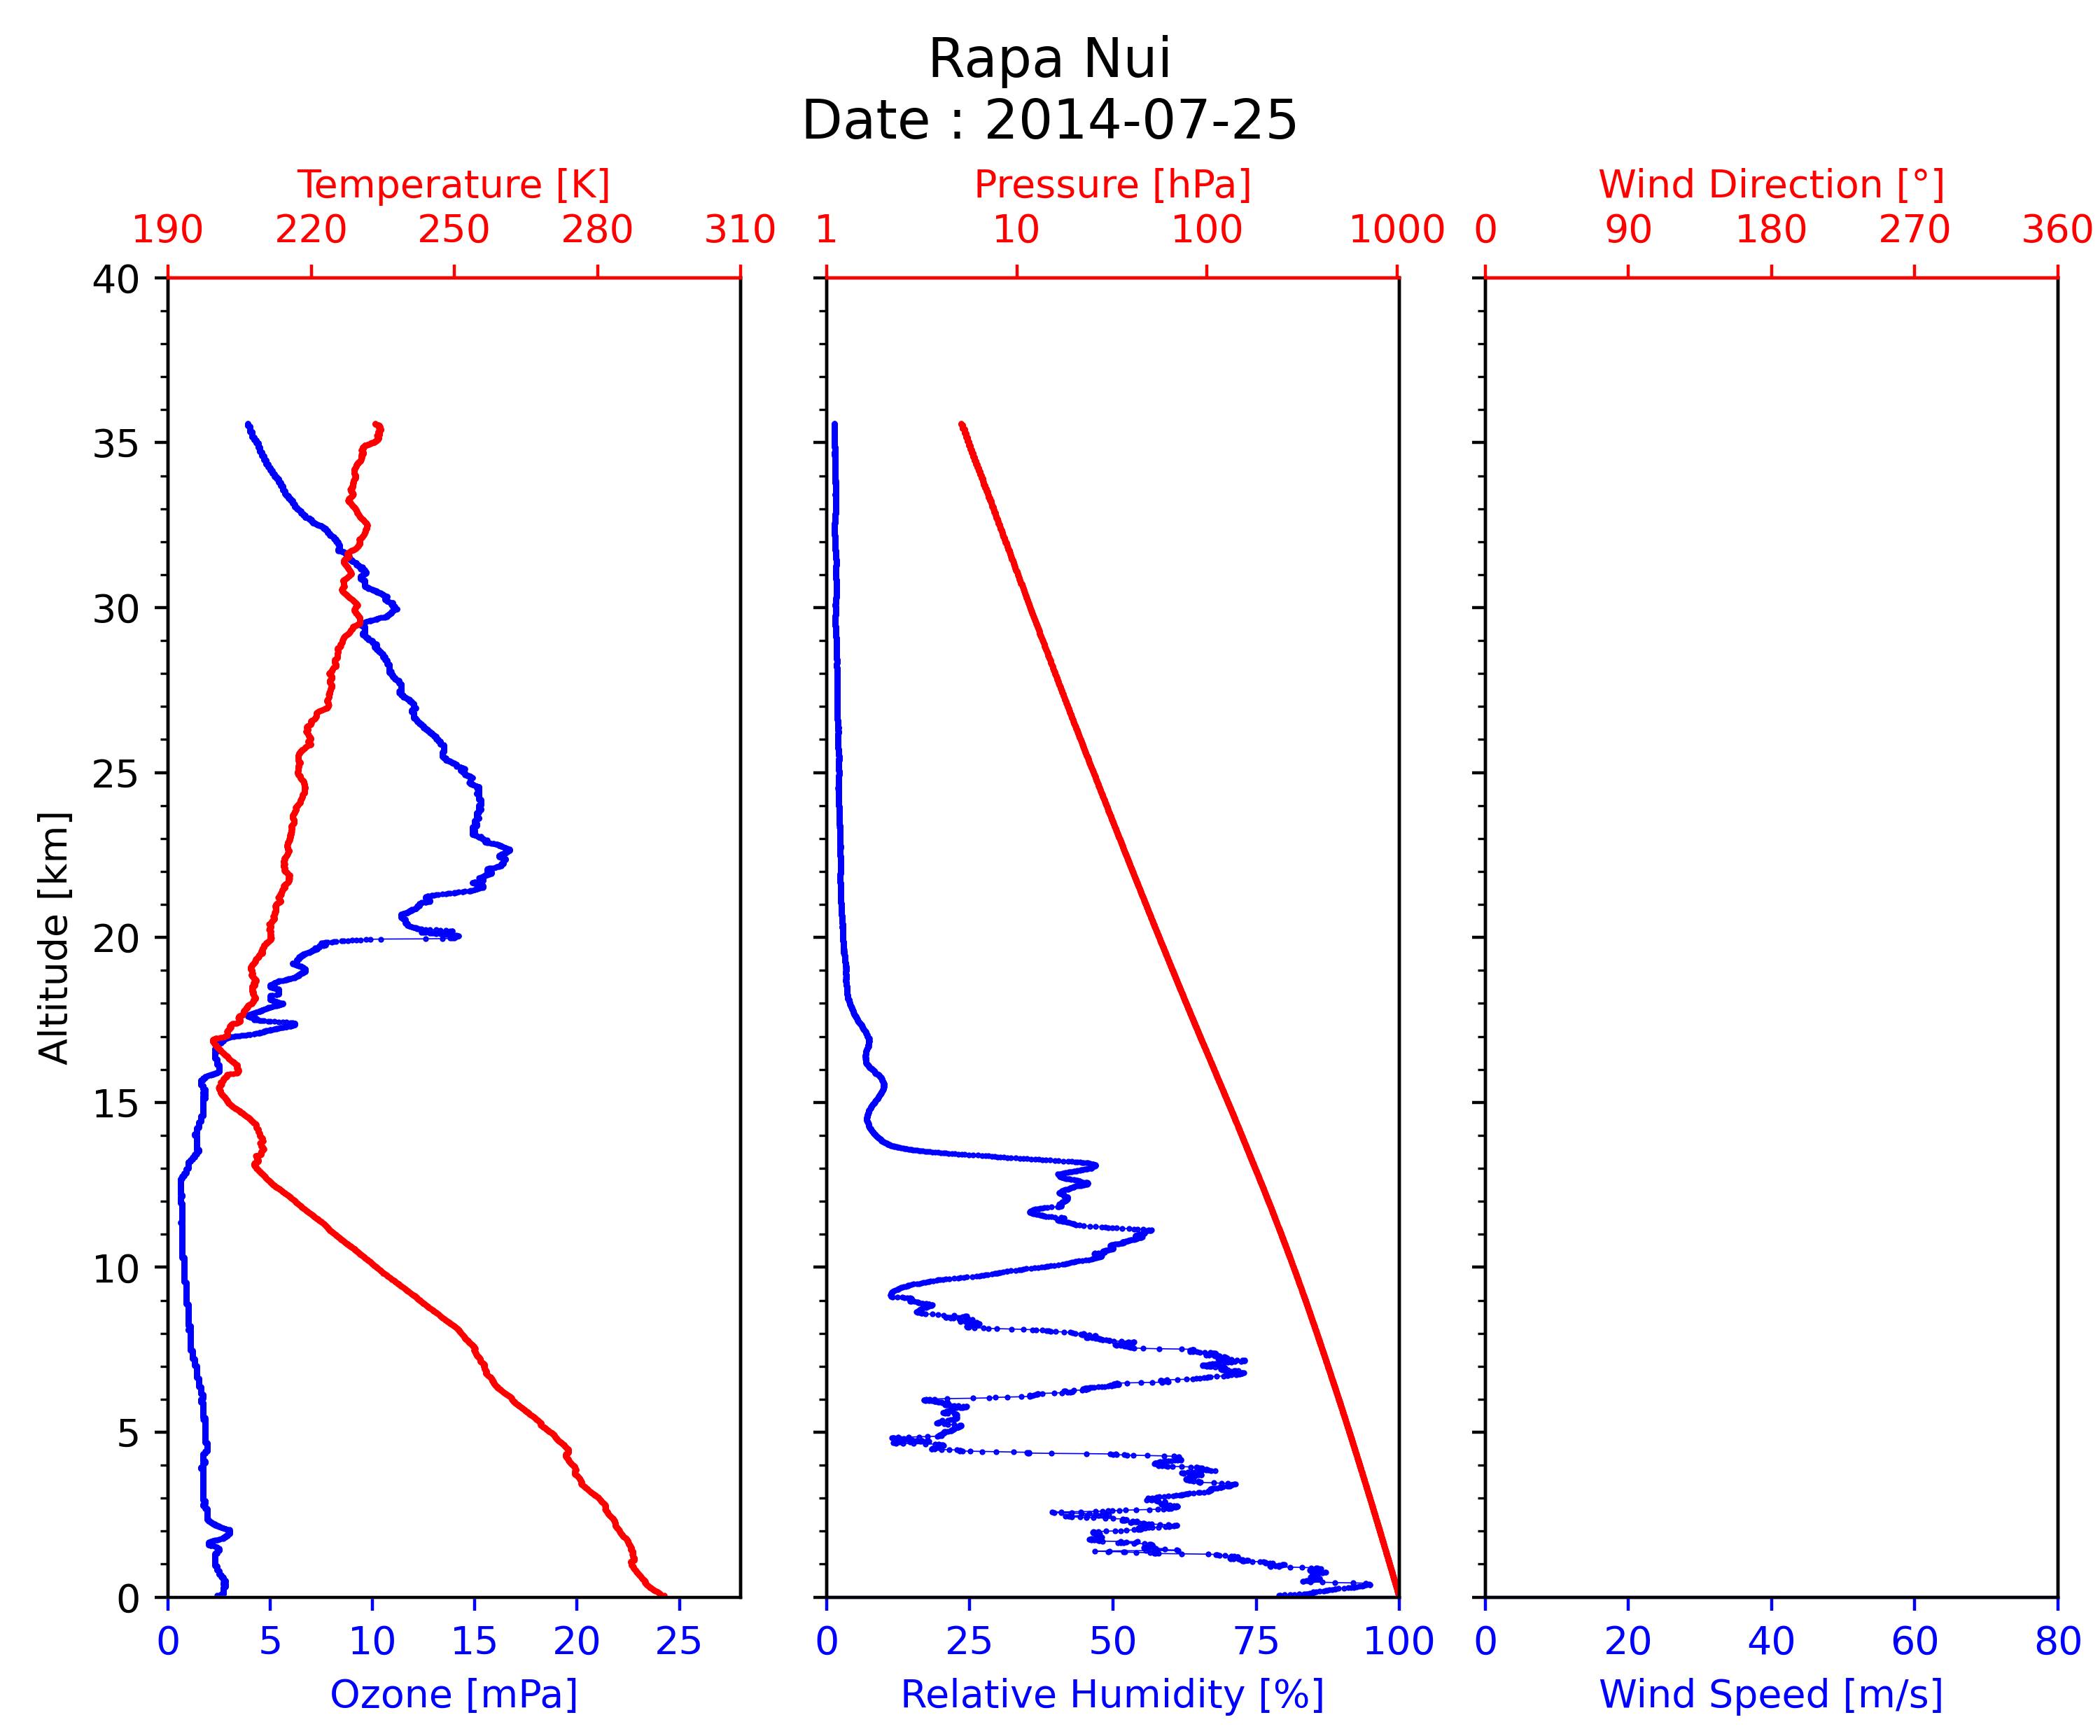 Rapa Nui
Date : 2014-07-25
Temperature [K]
190 220 250 280 310
Pressure [hPa]
1 10 100 1000
Wind Direction [°]
0 90 180 270 360
Altitude [km]
40
35
30
25
20
15
10
5
0
0 5 10 15 20 25
Ozone [mPa]
0 25 50 75 100
Relative Humidity [%]
0 20 40 60 80
Wind Speed [m/s]